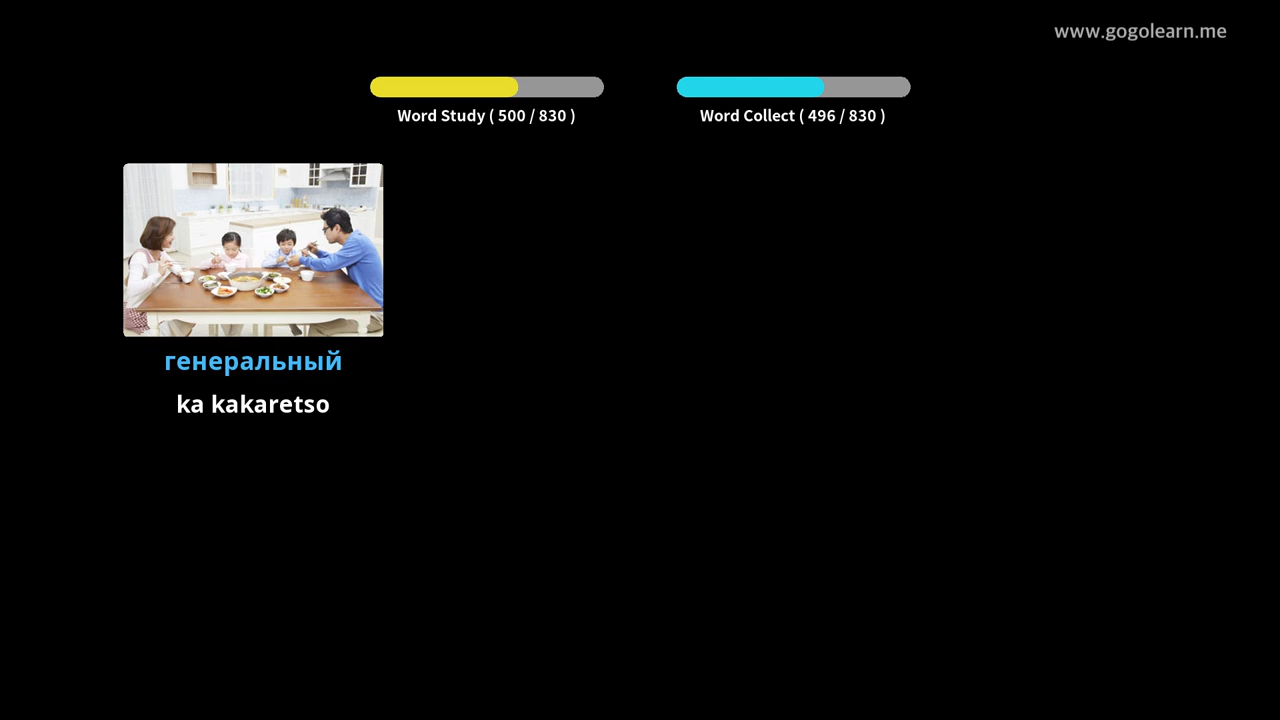 www.gogolearn.me
Word Study ( 500 / 830 )
Word Collect ( 496 / 830 )
генеральный
ka kakaretso